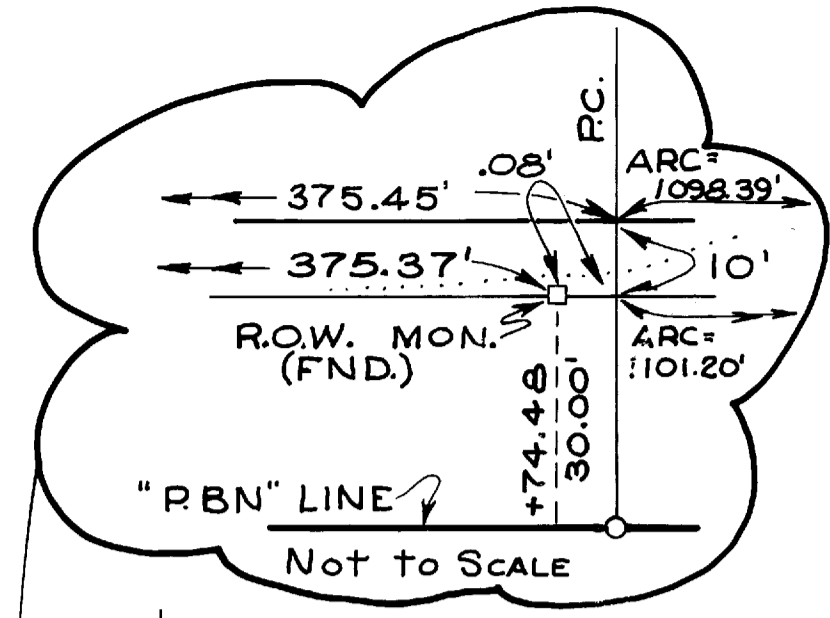 P.C.
.08'
ARC=
1098.39'
375.45'
375.37'
10'
R.O.W. MON.
(FND.)
ARC=
1101.20'
+74.48
30.00'
"P.BN" LINE
Not to SCALE